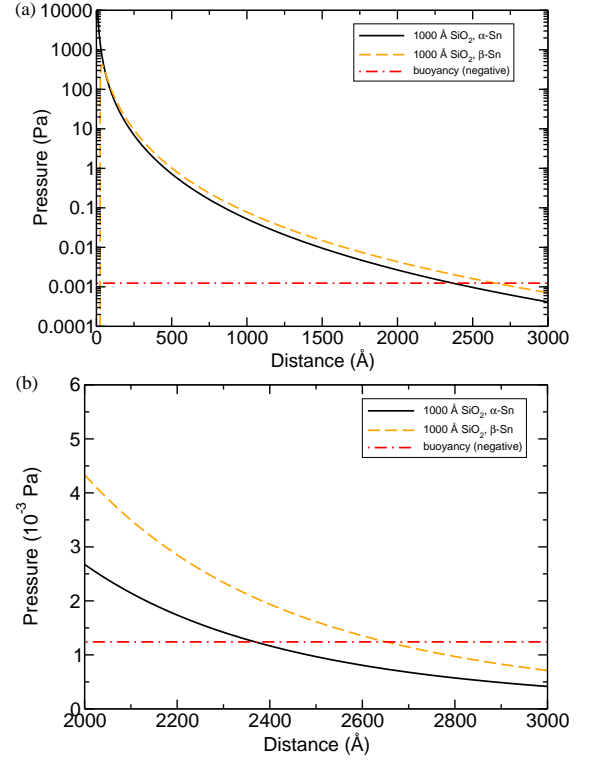 (a)
10000
1000
100
10
1
0.1
0.01
0.001
0.0001
Pressure (Pa)
1000 Å SiO₂, α-Sn
1000 Å SiO₂, β-Sn
buoyancy (negative)
0 500 1000 1500 2000 2500 3000
Distance (Å)
(b)
6
5
4
3
2
1
0
Pressure (10⁻³ Pa)
1000 Å SiO₂, α-Sn
1000 Å SiO₂, β-Sn
buoyancy (negative)
2000 2200 2400 2600 2800 3000
Distance (Å)